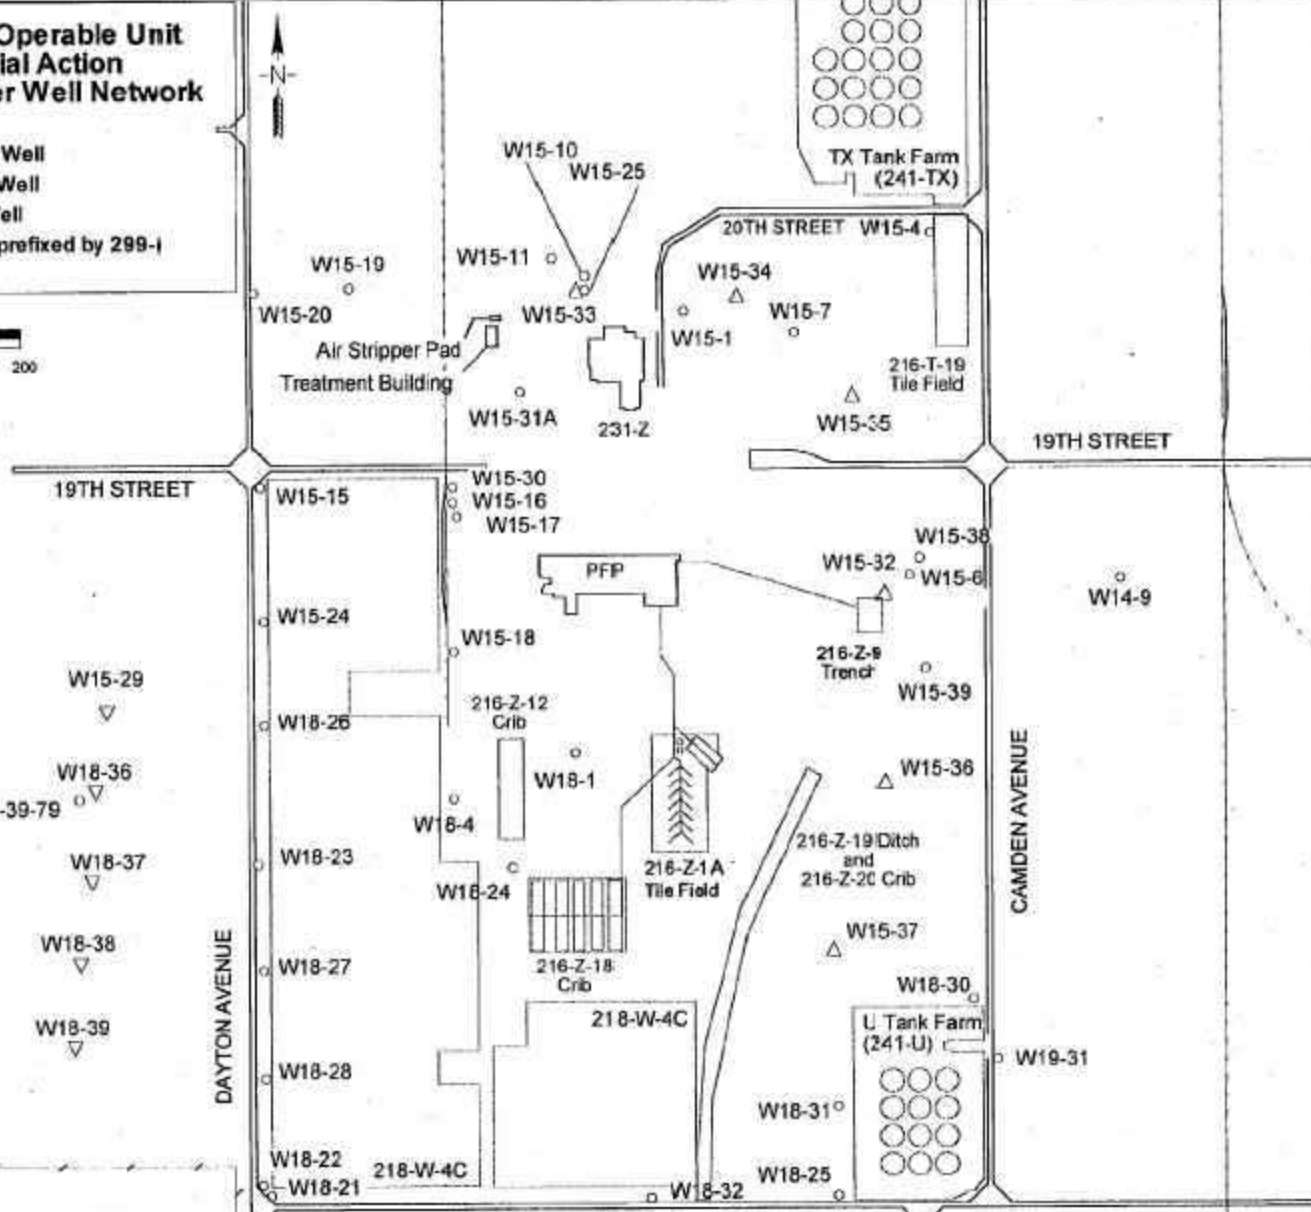 Operable Unit
ial Action
er Well Network
Well
Well
ell
prefixed by 299-
200
N
W15-10
W15-25
TX Tank Farm
(241-TX)
20TH STREET
W15-4
W15-11
W15-19
W15-34
W15-20
W15-33
W15-7
W15-1
Air Stripper Pad
Treatment Building
216-T-19
Tile Field
W15-31A
231-Z
W15-35
19TH STREET
19TH STREET
W15-15
W15-30
W15-16
W15-17
W15-38
W15-32
PFP
W15-6
W14-9
W15-24
W15-18
216-Z-9
Trench
W15-29
W15-39
216-Z-12
Crib
W18-26
W18-36
W18-1
W15-36
-39-79
W18-4
CAMDEN AVENUE
216-Z-19 Ditch
and
216-Z-20 Crib
W18-37
W18-23
216-Z-1A
Tile Field
W18-24
W15-37
W18-38
DAYTON AVENUE
W18-27
216-Z-18
Crib
W18-30
W18-39
218-W-4C
U Tank Farm
(241-U)
W19-31
W18-28
W18-31
W18-22
218-W-4C
W18-21
W18-32
W18-25